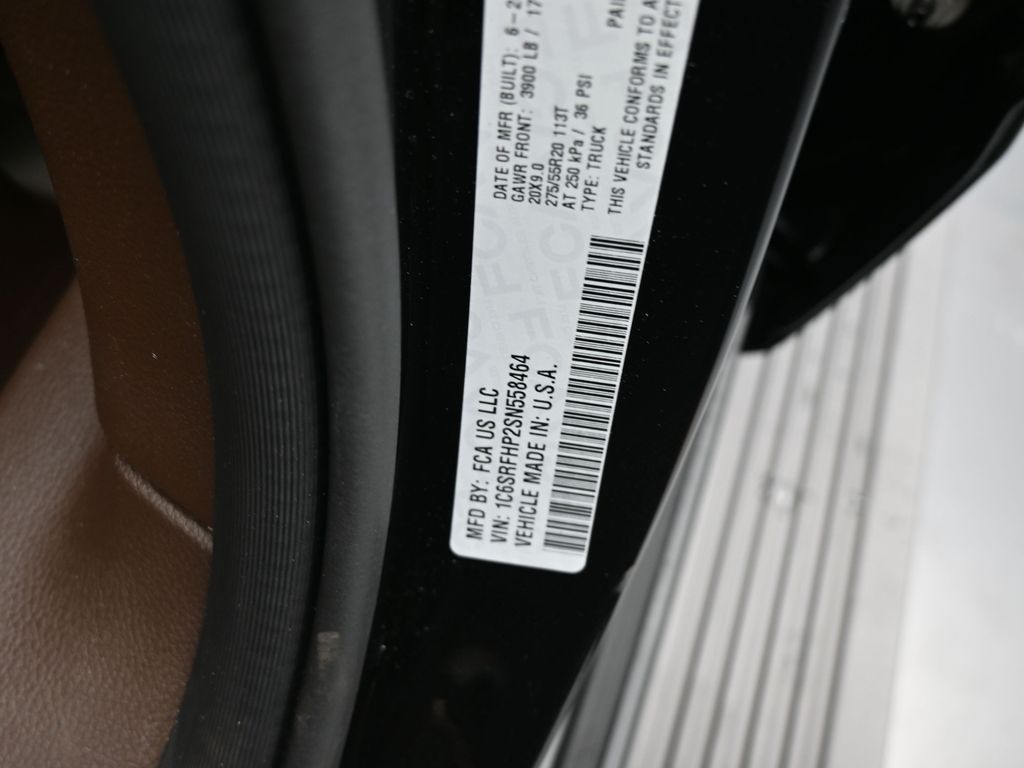 MFD BY: FCA US LLC
VIN: 1C6SRFHP2SN558464
VEHICLE MADE IN: U.S.A.
DATE OF MFR (BUILT): 6-2
GAWR FRONT: 3900 LB / 17
20X9.0
275/55R20 113T
AT 250 kPa / 36 PSI
TYPE: TRUCK
THIS VEHICLE CONFORMS TO A
STANDARDS IN EFFECT